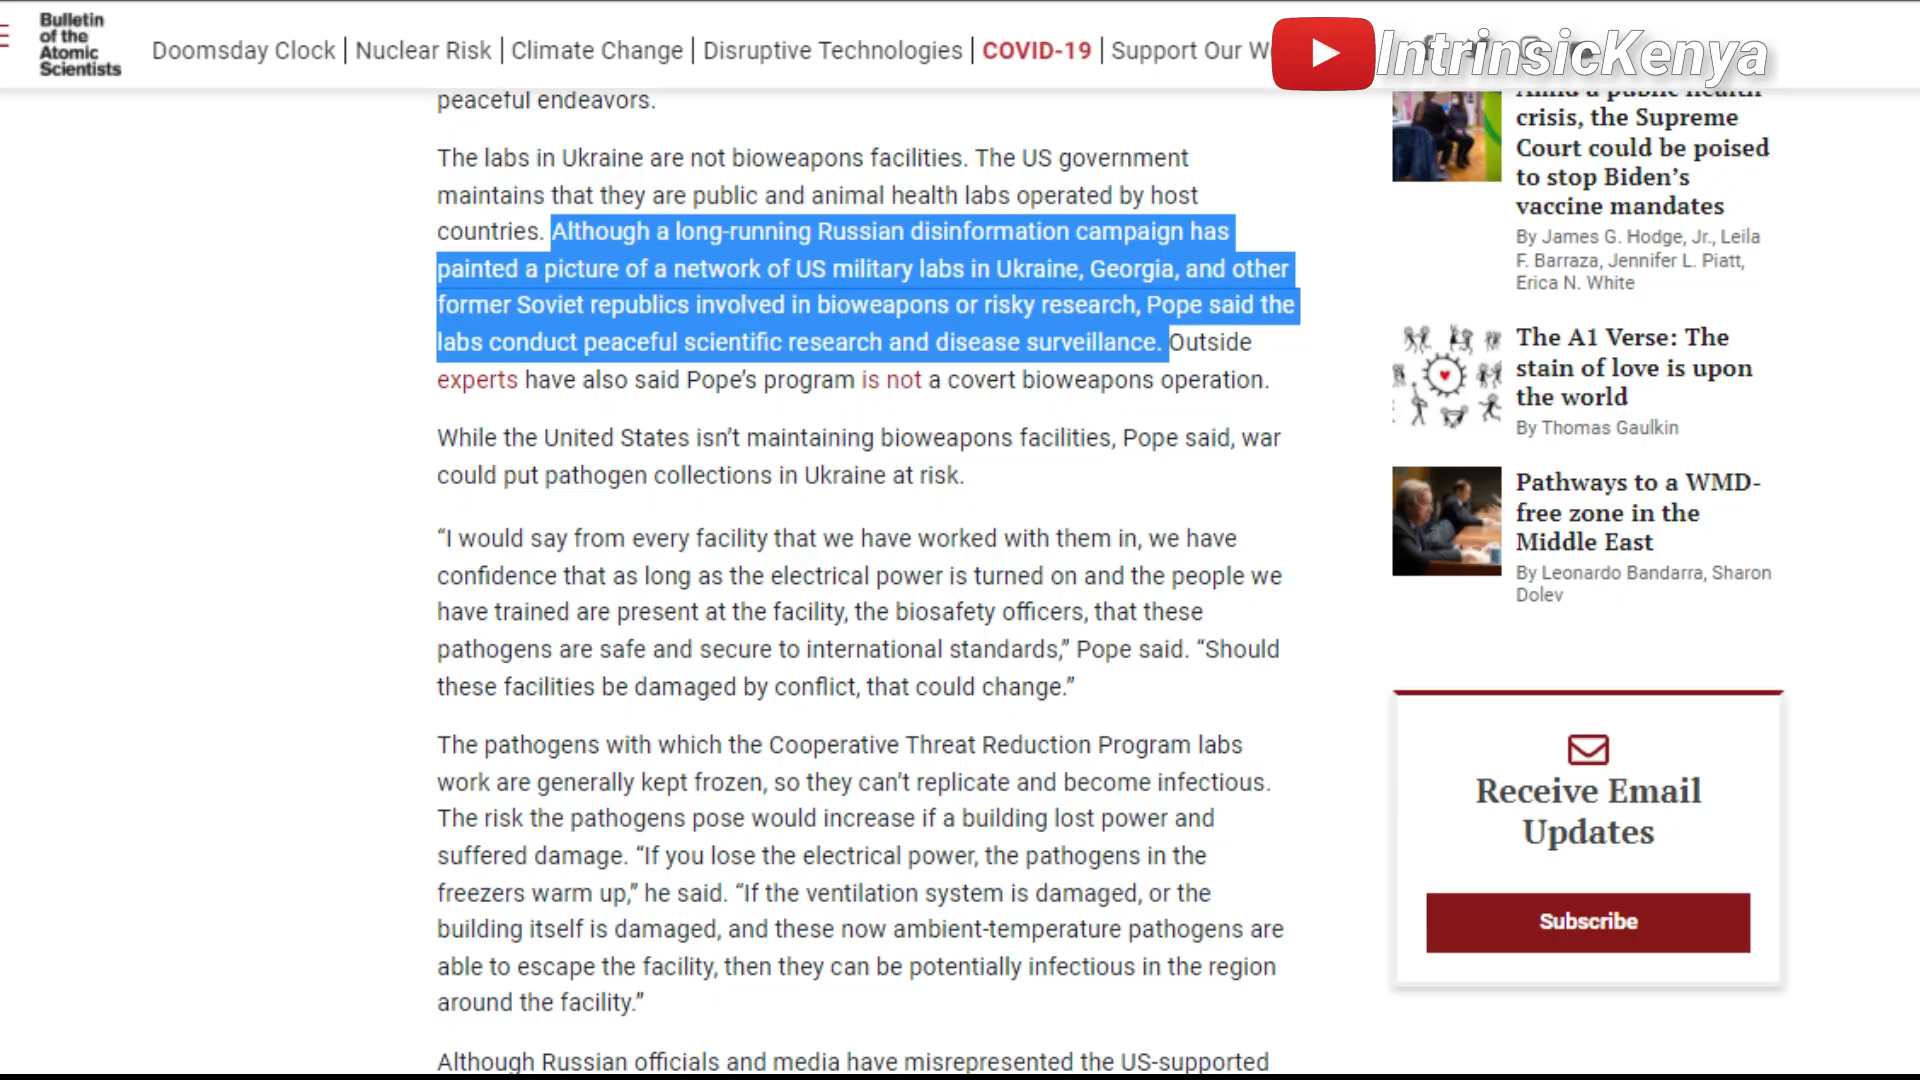 Bulletin
of the
Atomic
Scientists
Doomsday Clock | Nuclear Risk | Climate Change | Disruptive Technologies | COVID-19 | Support Our
IntrinsicKenya
peaceful endeavors.
The labs in Ukraine are not bioweapons facilities. The US government
maintains that they are public and animal health labs operated by host
countries. Although a long-running Russian disinformation campaign has
painted a picture of a network of US military labs in Ukraine, Georgia, and other
former Soviet republics involved in bioweapons or risky research, Pope said the
labs conduct peaceful scientific research and disease surveillance. Outside
experts have also said Pope’s program is not a covert bioweapons operation.
While the United States isn’t maintaining bioweapons facilities, Pope said, war
could put pathogen collections in Ukraine at risk.
“I would say from every facility that we have worked with them in, we have
confidence that as long as the electrical power is turned on and the people we
have trained are present at the facility, the biosafety officers, that these
pathogens are safe and secure to international standards,” Pope said. “Should
these facilities be damaged by conflict, that could change.”
The pathogens with which the Cooperative Threat Reduction Program labs
work are generally kept frozen, so they can’t replicate and become infectious.
The risk the pathogens pose would increase if a building lost power and
suffered damage. “If you lose the electrical power, the pathogens in the
freezers warm up,” he said. “If the ventilation system is damaged, or the
building itself is damaged, and these now ambient-temperature pathogens are
able to escape the facility, then they can be potentially infectious in the region
around the facility.”
Although Russian officials and media have misrepresented the US-supported
Amid a public health
crisis, the Supreme
Court could be poised
to stop Biden’s
vaccine mandates
By James G. Hodge, Jr., Leila
F. Barraza, Jennifer L. Piatt,
Erica N. White
The A1 Verse: The
stain of love is upon
the world
By Thomas Gaulkin
Pathways to a WMD-
free zone in the
Middle East
By Leonardo Bandarra, Sharon
Dolev
Receive Email
Updates
Subscribe